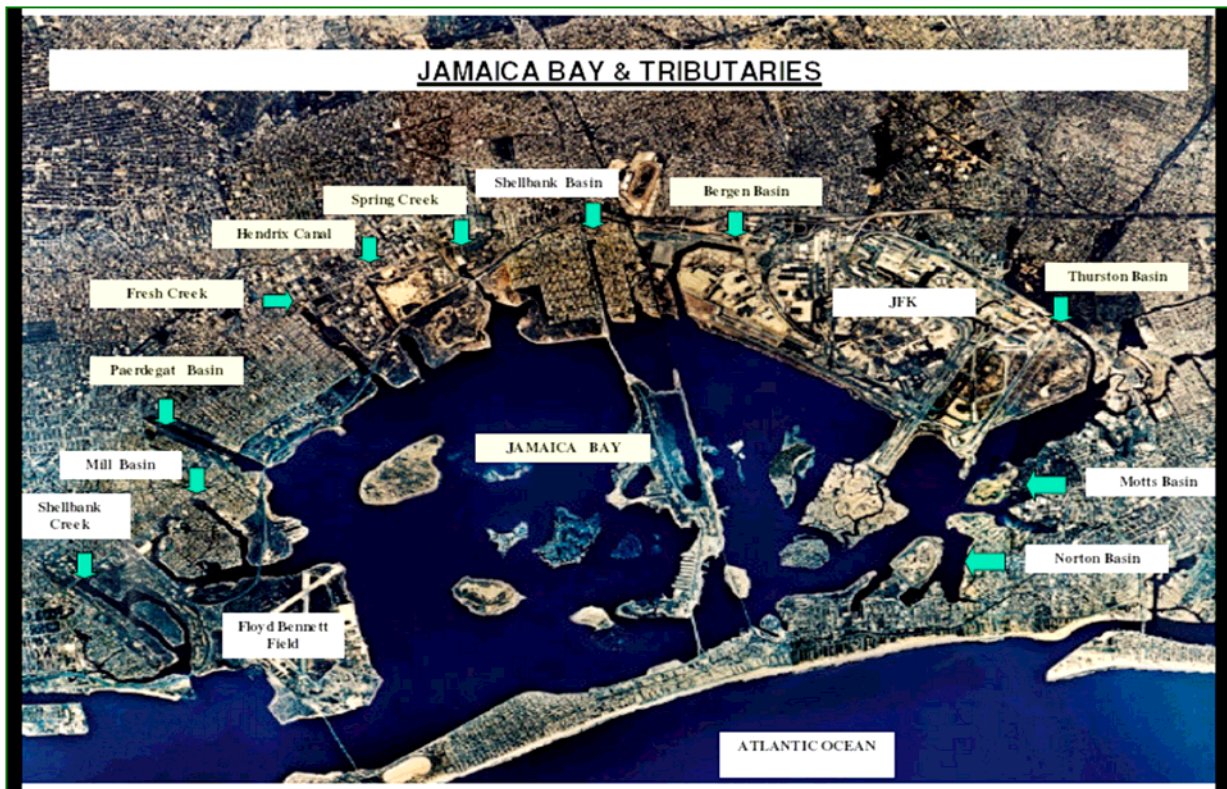 JAMAICA BAY & TRIBUTARIES
Shellbank Basin
Bergen Basin
Spring Creek
Hendrix Canal
Thurston Basin
Fresh Creek
JFK
Paerdegat Basin
JAMAICA BAY
Mill Basin
Motts Basin
Shellbank
Creek
Norton Basin
Floyd Bennett
Field
ATLANTIC OCEAN